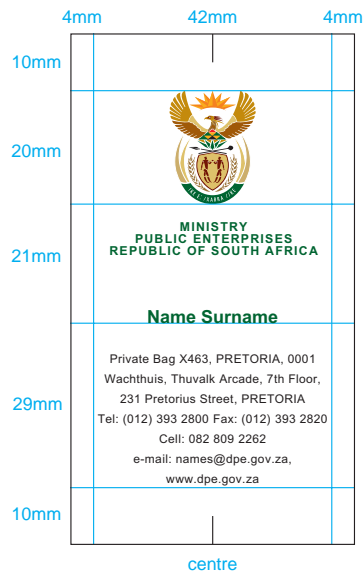 4mm 42mm 4mm
10mm
20mm
21mm
29mm
10mm
MINISTRY
PUBLIC ENTERPRISES
REPUBLIC OF SOUTH AFRICA
Name Surname
Private Bag X463, PRETORIA, 0001
Wachthuis, Thuvalk Arcade, 7th Floor,
231 Pretorius Street, PRETORIA
Tel: (012) 393 2800 Fax: (012) 393 2820
Cell: 082 809 2262
e-mail: names@dpe.gov.za,
www.dpe.gov.za
centre